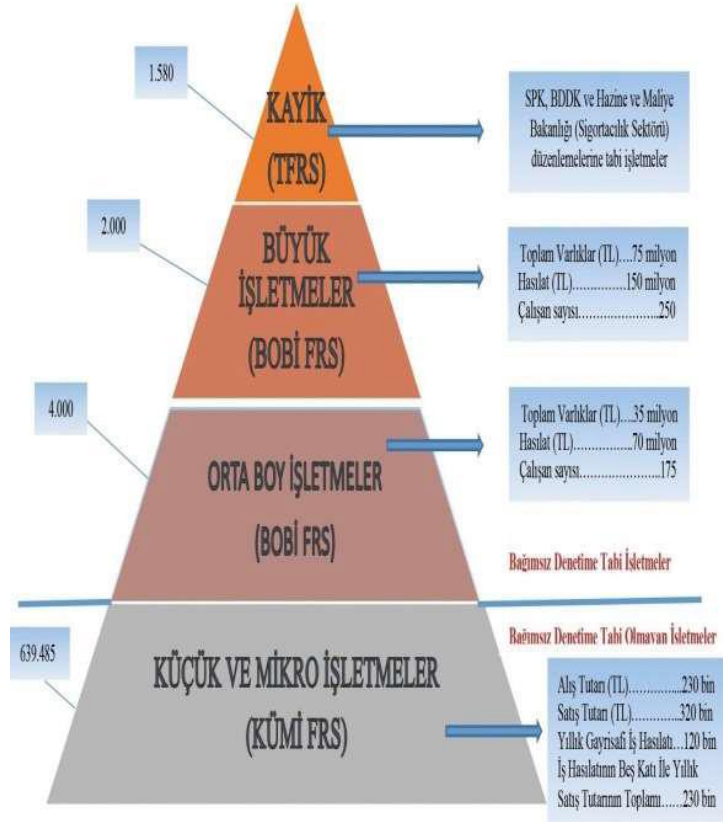 1.580
KAYİK
(TFRS)
SPK, BDDK ve Hazine ve Maliye
Bakanlığı (Sigortacılık Sektörü)
düzenlemelerine tabi işletmeler
2.000
BÜYÜK
İŞLETMELER
(BOBİ FRS)
Toplam Varlıklar (TL)....75 milyon
Hasılat (TL)...............150 milyon
Çalışan sayısı......................250
4.000
ORTA BOY İŞLETMELER
(BOBİ FRS)
Toplam Varlıklar (TL)....35 milyon
Hasılat (TL)................70 milyon
Çalışan sayısı......................175
Bağımsız Denetime Tabi İşletmeler
Bağımsız Denetime Tabi Olmayan İşletmeler
639.485
KÜÇÜK VE MİKRO İŞLETMELER
(KÜMİ FRS)
Alış Tutarı (TL)..............230 bin
Satış Tutarı (TL)............320 bin
Yıllık Gayrisafi İş Hasılatı...120 bin
İş Hasılatının Beş Katı İle Yıllık
Satış Tutarının Toplamı......230 bin